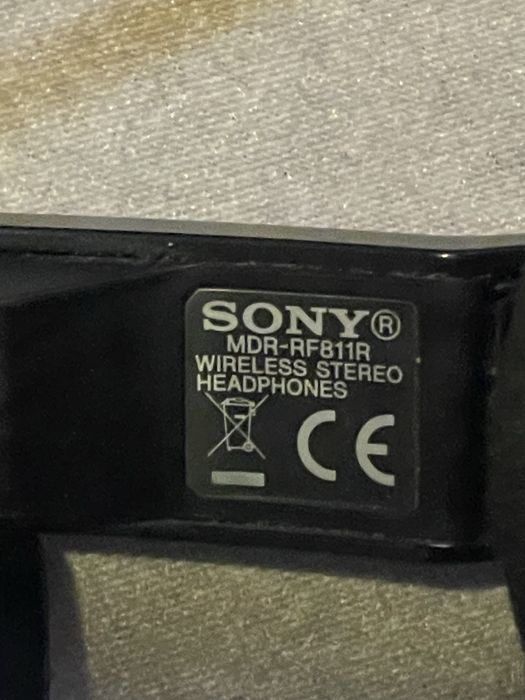 SONY®
MDR-RF811R
WIRELESS STEREO
HEADPHONES
CE